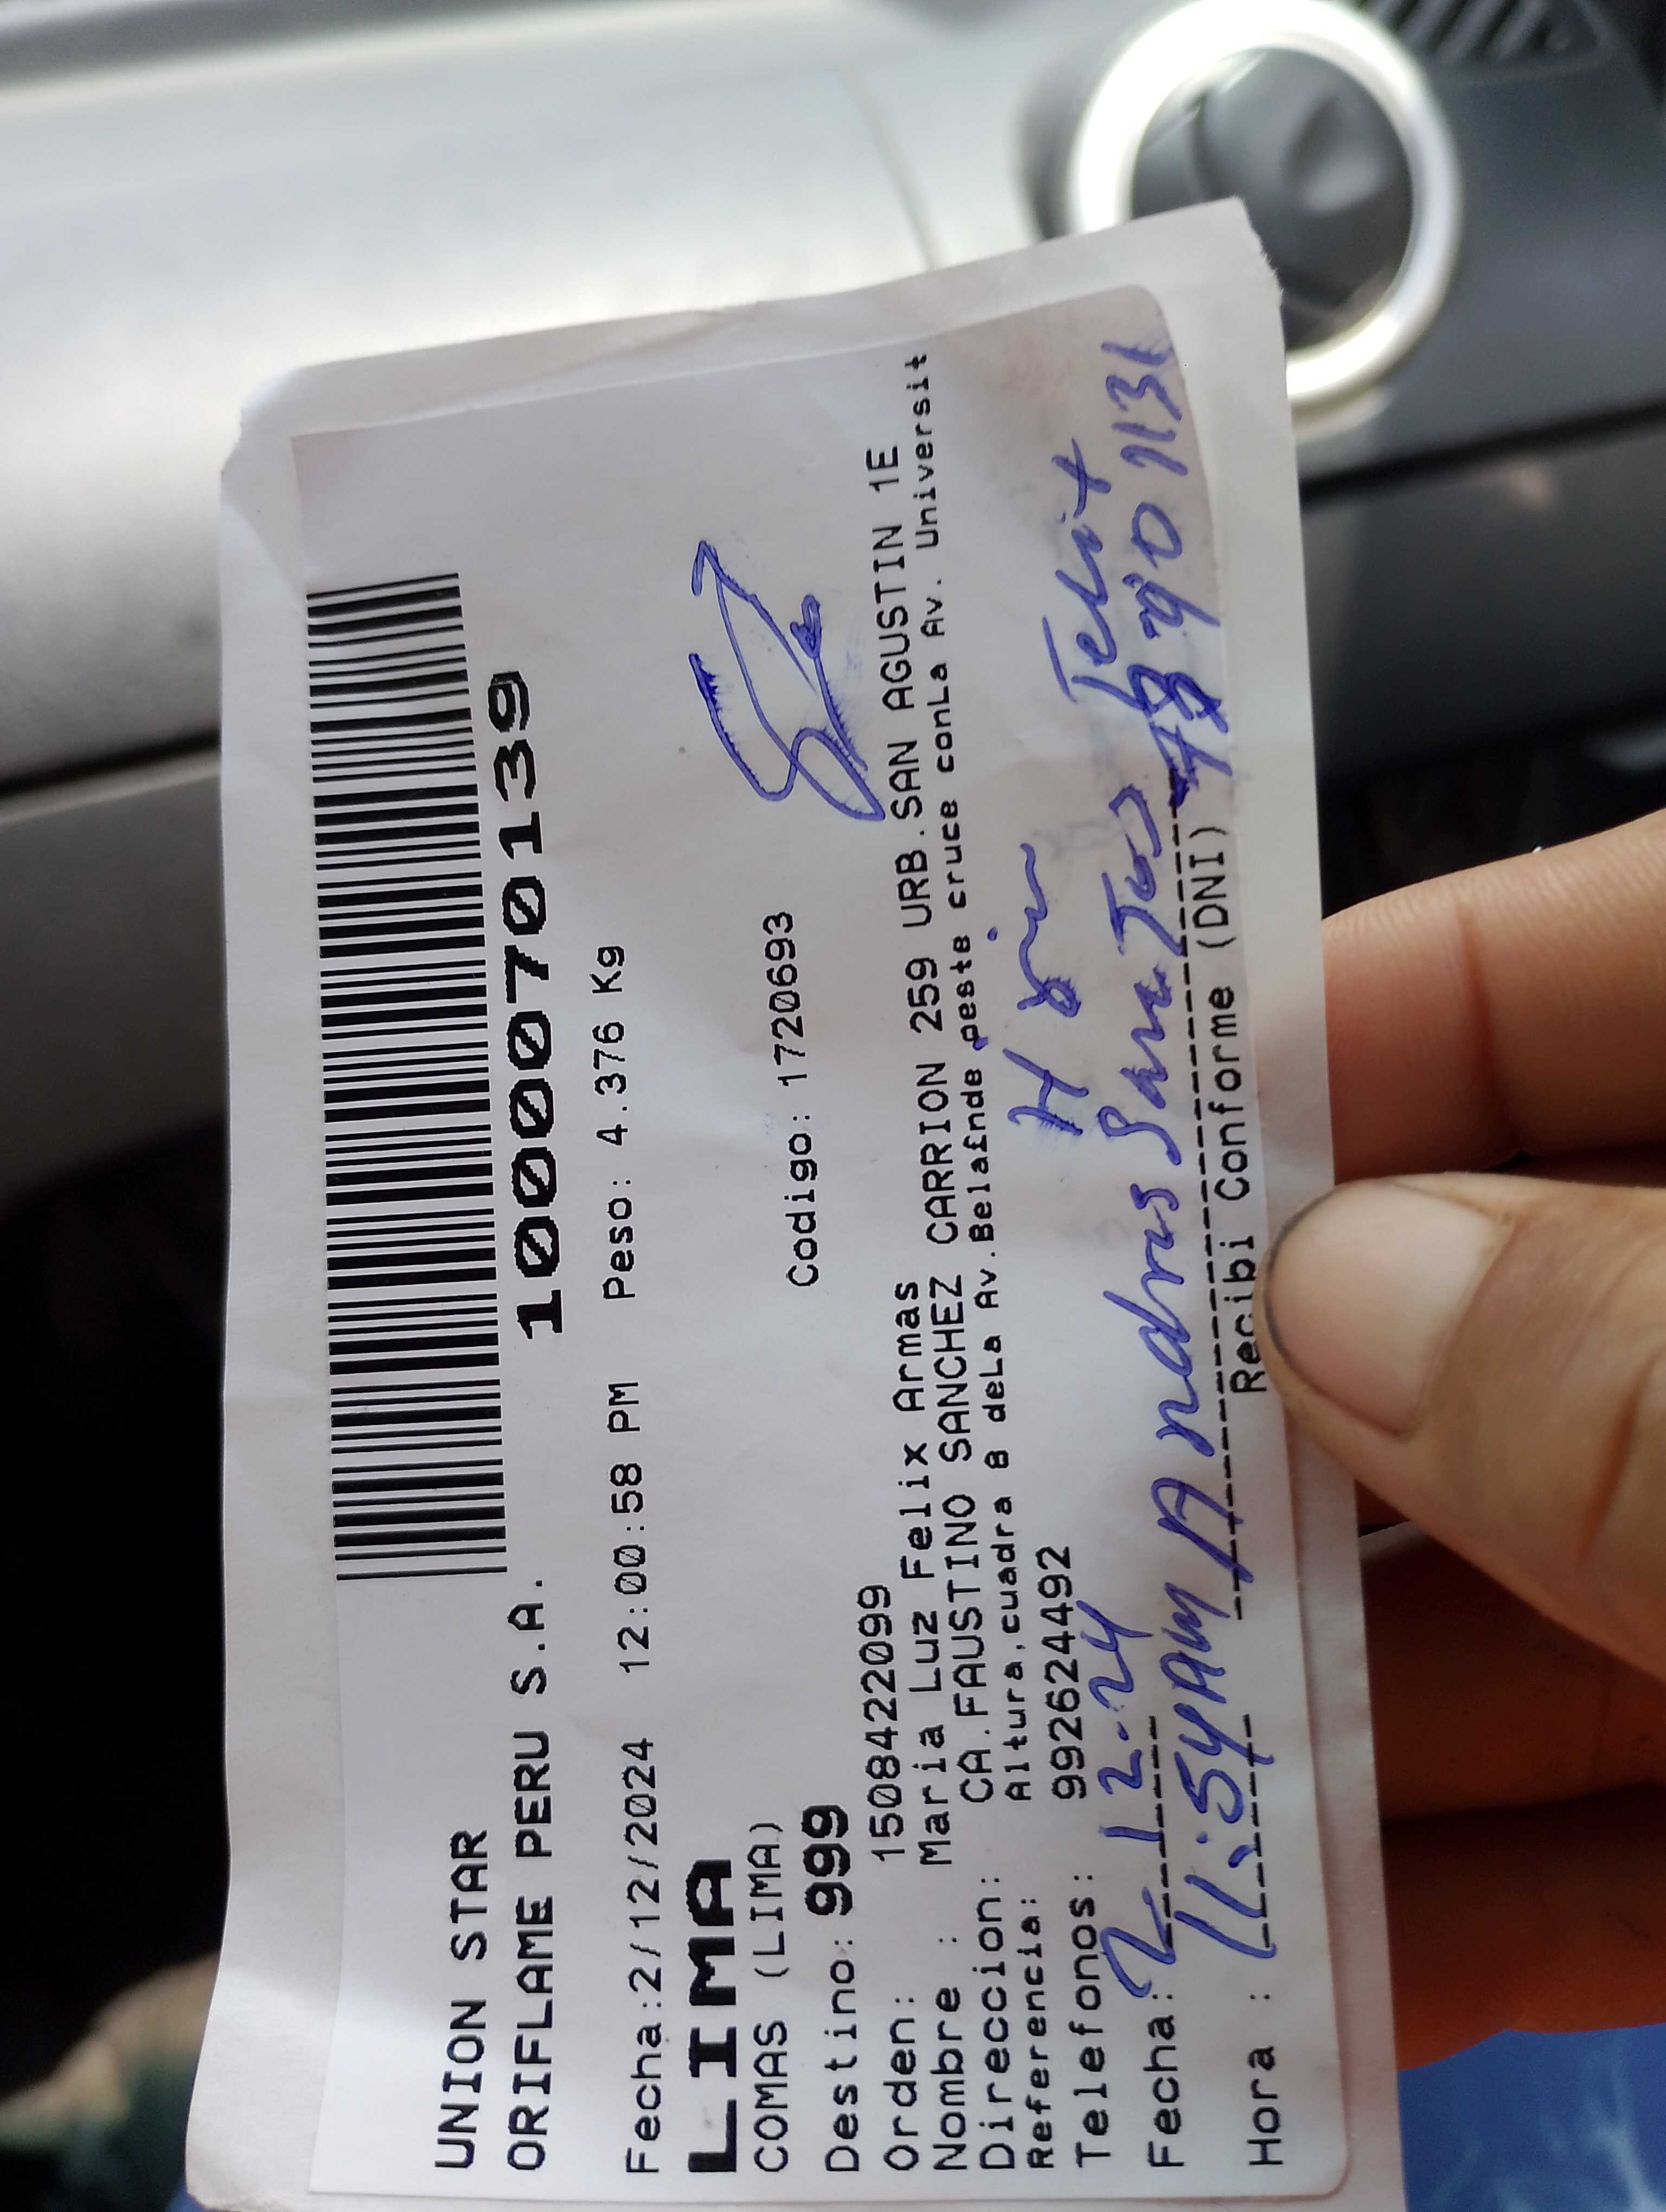 UNION STAR
ORIFLAME PERU S.A.
1000070139
Fecha:2/12/2024 12:00:58 PM Peso: 4.376 Kg
LIMA
COMAS (LIMA)
Codigo: 1720693
Destino: 999
Orden: 1508422099
Nombre : Maria Luz Felix Armas
Direccion: CA.FAUSTINO SANCHEZ CARRION 259 URB.SAN AGUSTIN 1E
Referencia: Altura,cuadra 8 deLa Av.Belaúnde peste cruce conLa Av. Universit
Telefonos: 992624492
Fecha: 2-12-24
Hora : 11:54AM
Recibi Conforme (DNI)